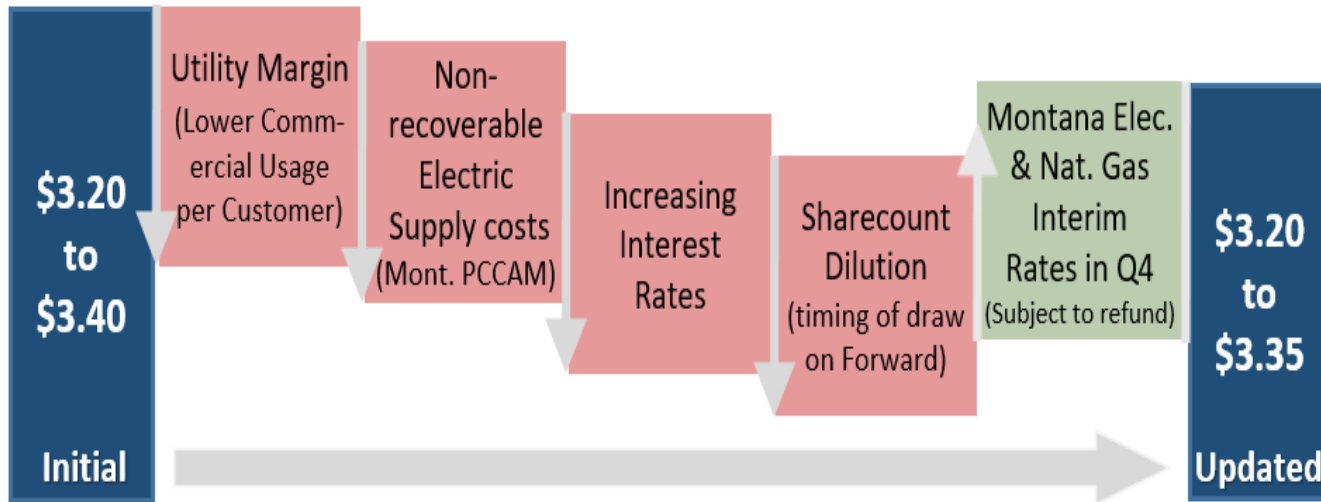 $3.20
to
$3.40
Initial
Utility Margin
(Lower Comm-
ercial Usage
per Customer)
Non-
recoverable
Electric
Supply costs
(Mont. PCCAM)
Increasing
Interest
Rates
Sharecount
Dilution
(timing of draw
on Forward)
Montana Elec.
& Nat. Gas
Interim
Rates in Q4
(Subject to refund)
$3.20
to
$3.35
Updated